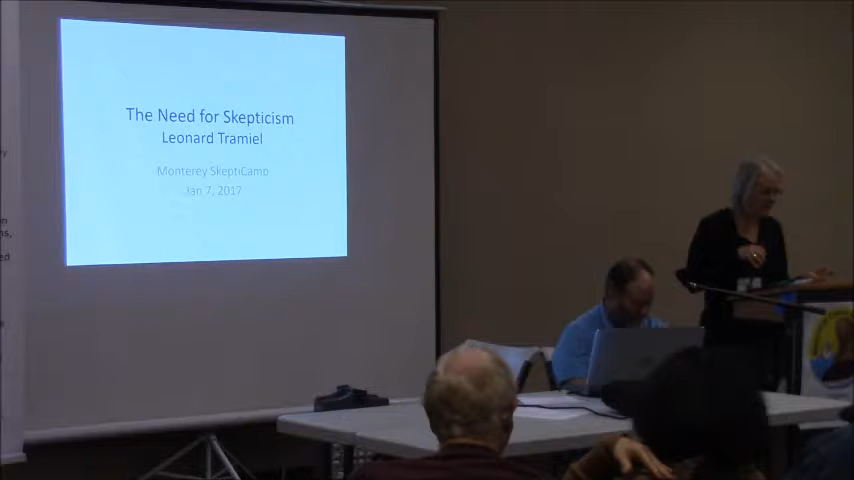 The Need for Skepticism
Leonard Tramiel
Monterey SkeptiCamp
Jan 7, 2017